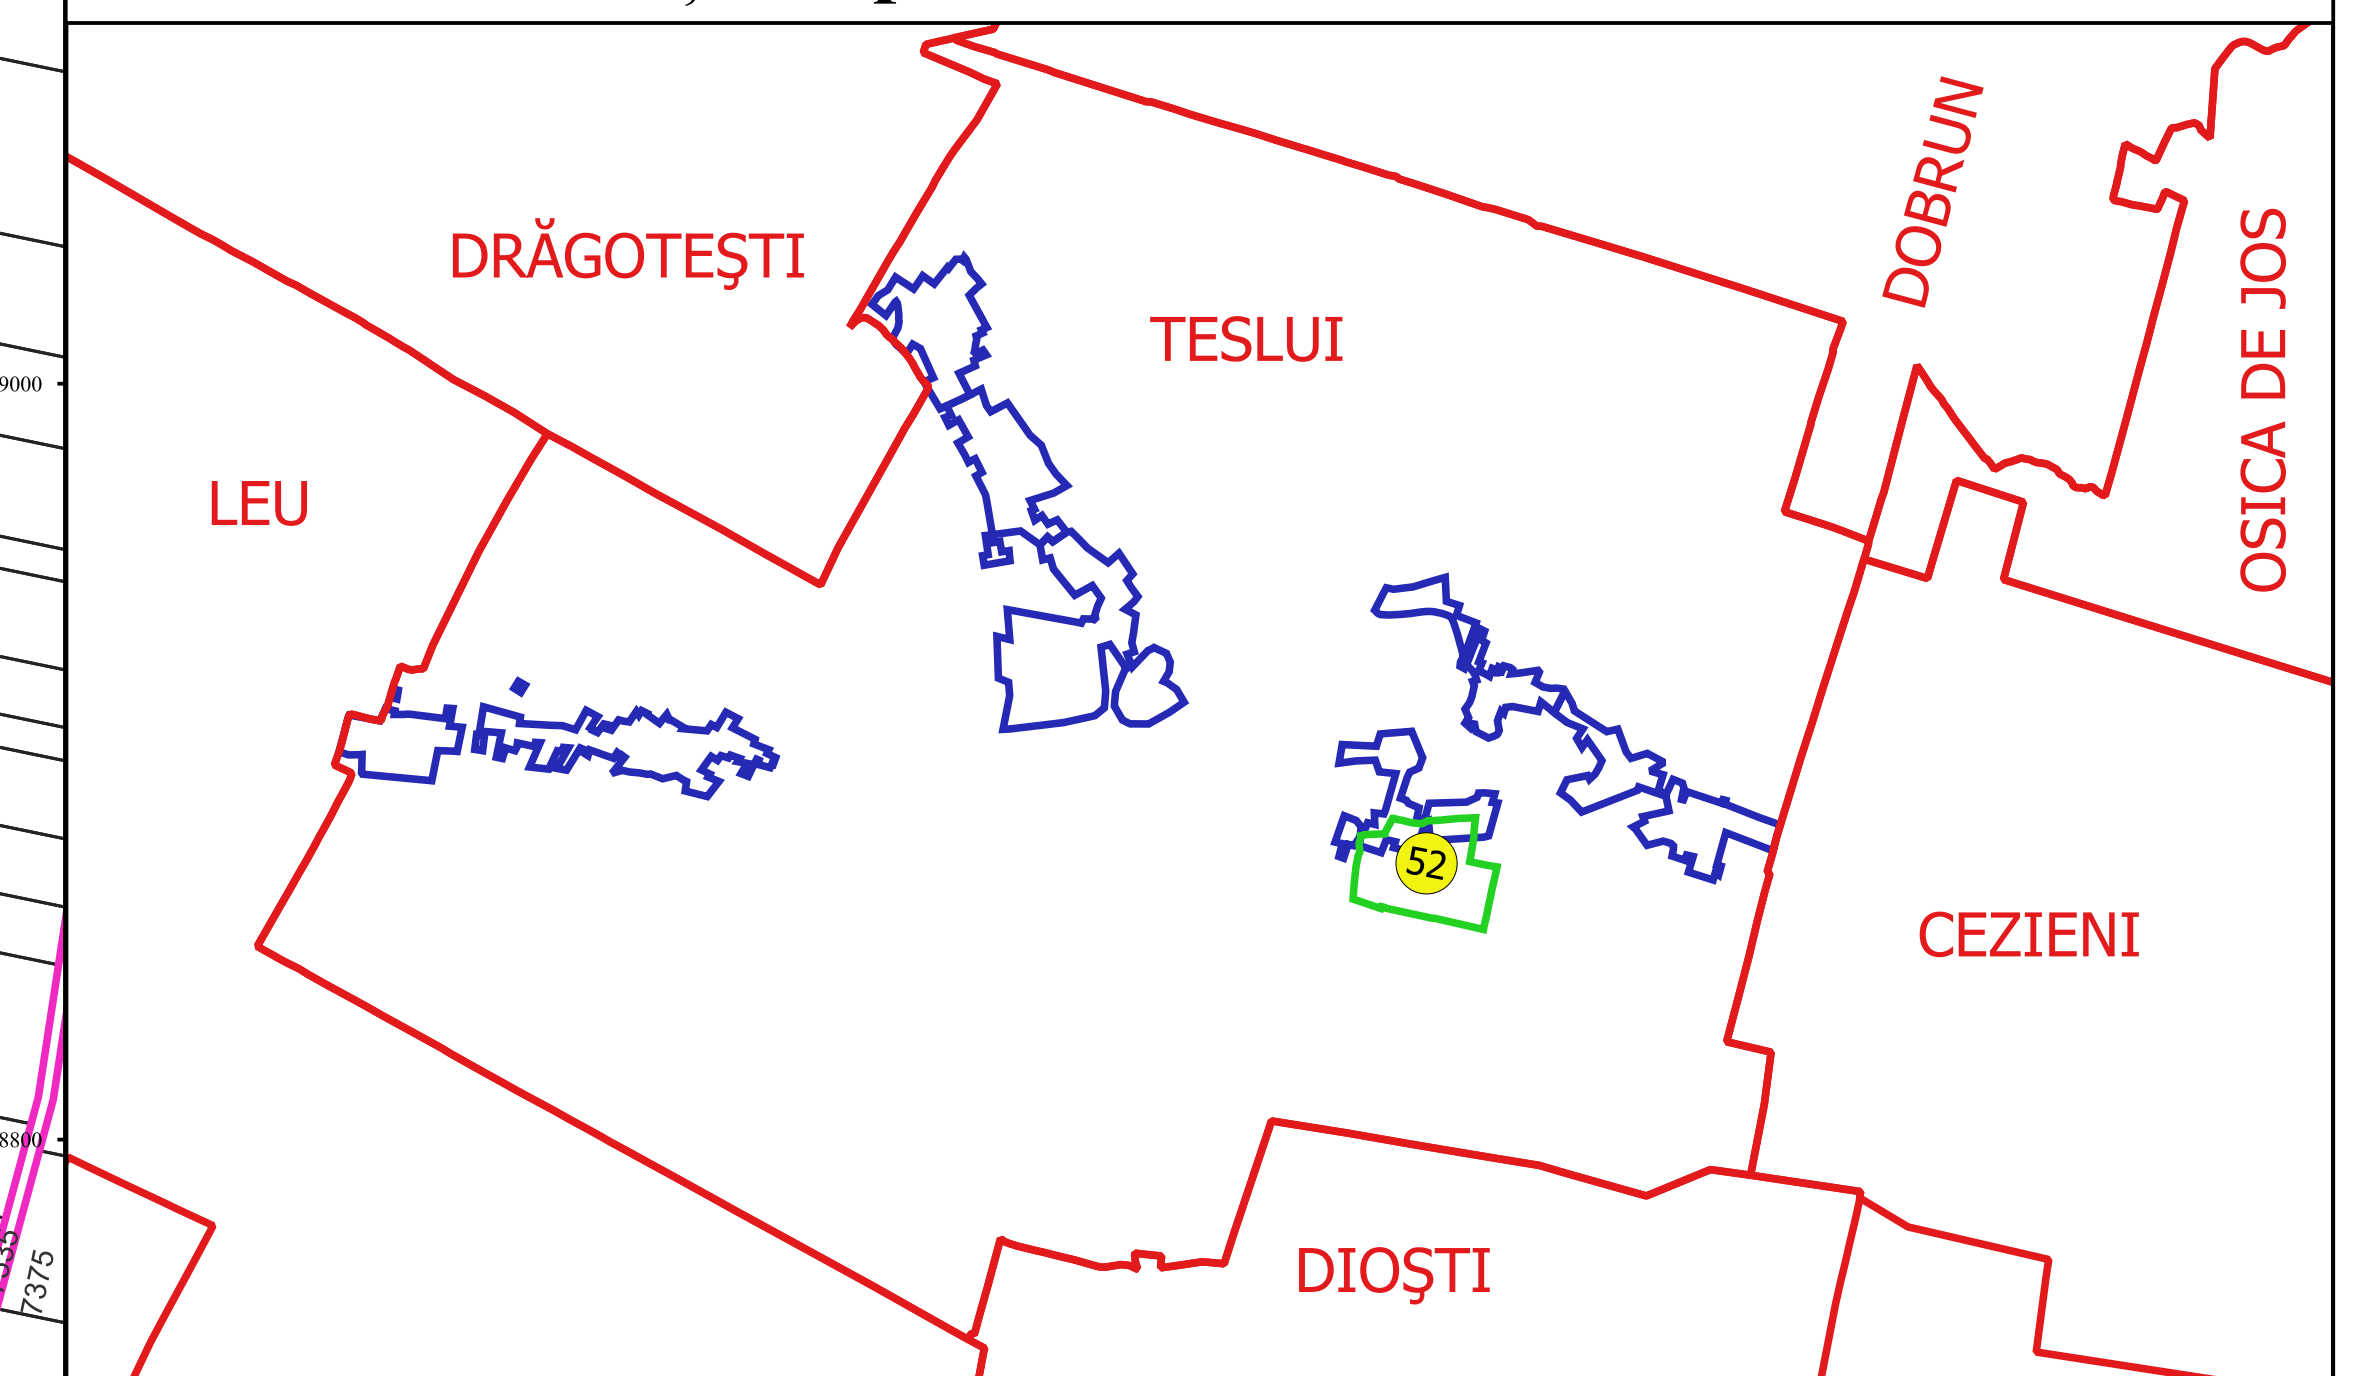 DRĂGOTEŞTI
TESLUI
DOBRUN
OSICA DE JOS
9000
LEU
52
CEZIENI
8800
DIOŞTI
7375